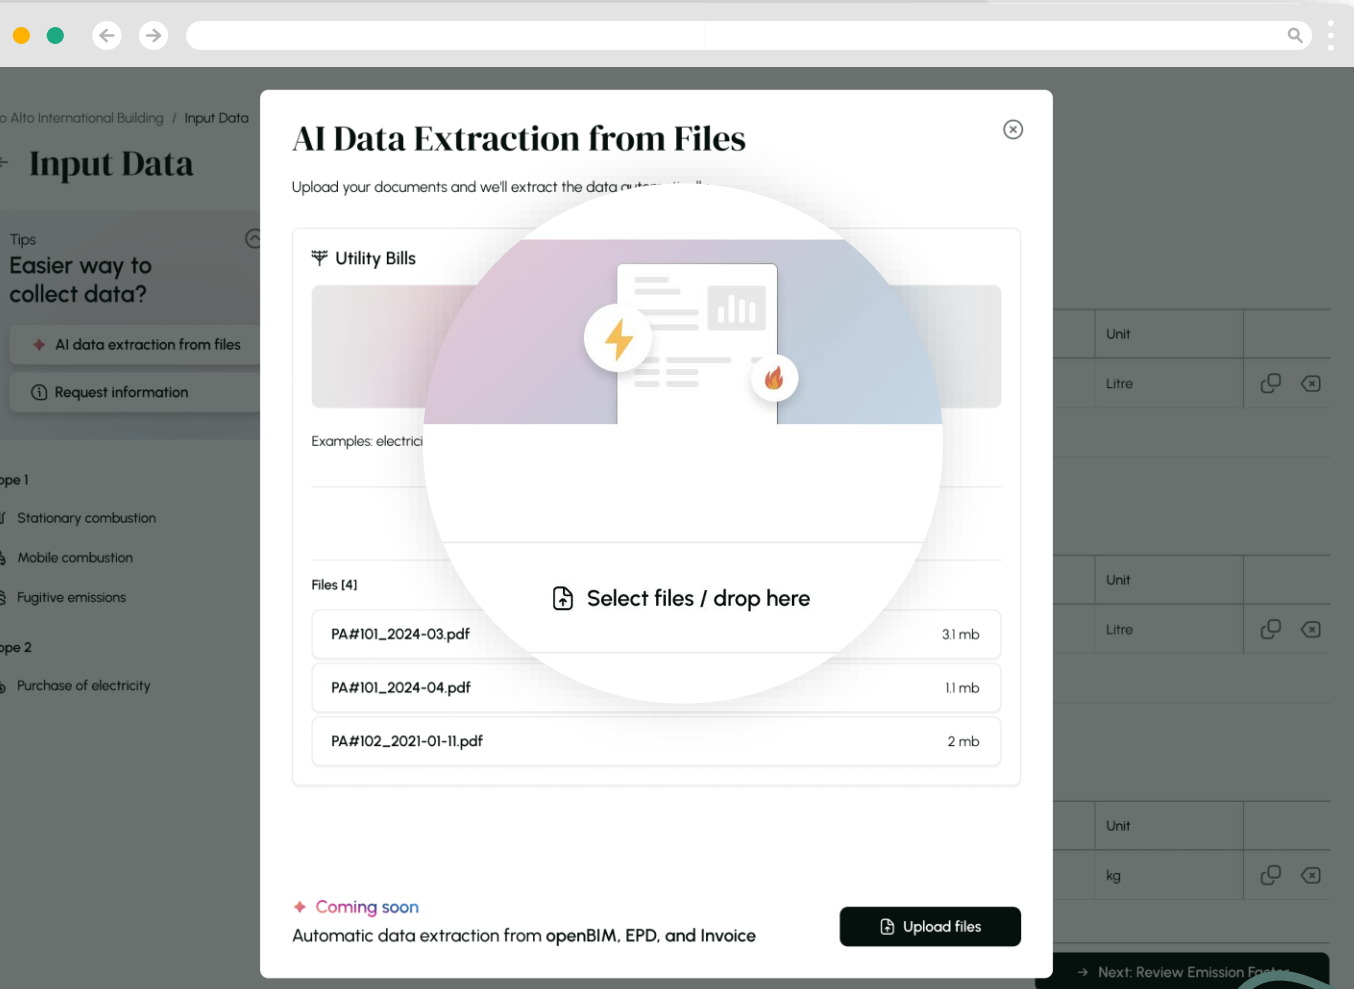 Alto International Building / Input Data
Input Data
Tips
Easier way to
collect data?
AI data extraction from files
Request information
Stationary combustion
Mobile combustion
Fugitive emissions
Purchase of electricity
AI Data Extraction from Files
Upload your documents and we'll extract the data
Utility Bills
Examples:
Select files / drop here
Files [4]
PA#101_2024-03.pdf 3.1 mb
PA#101_2024-04.pdf 1.1 mb
PA#102_2021-01-11.pdf 2 mb
Coming soon
Automatic data extraction from openBIM, EPD, and Invoice
Upload files
Unit
Litre
Unit
Litre
Unit
kg
Next: Review Emission Factor